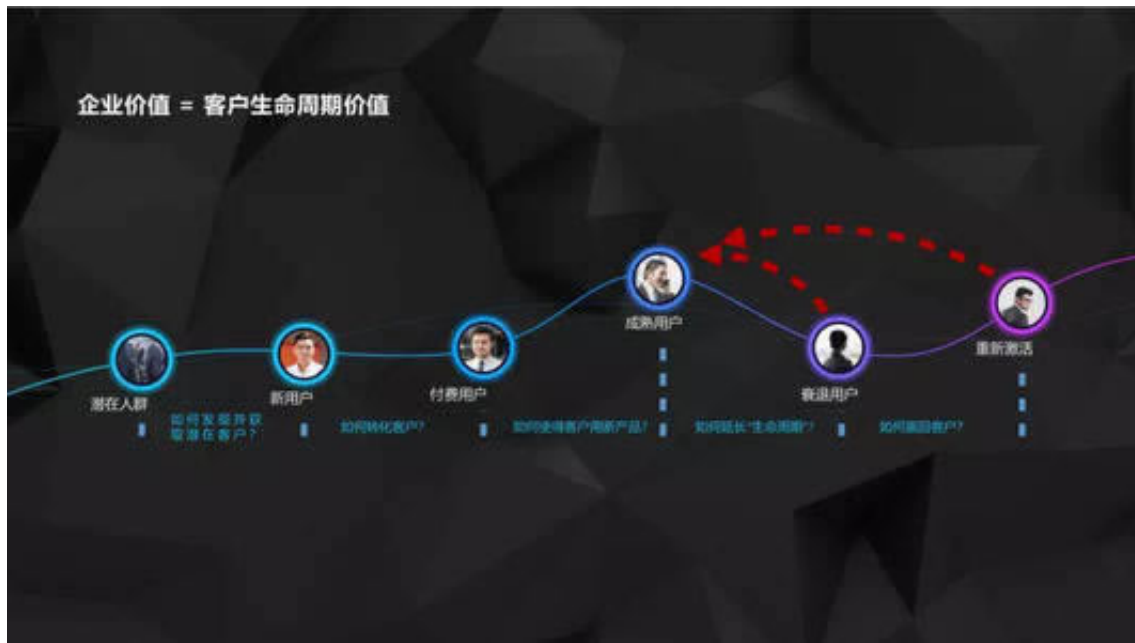 企业价值 = 客户生命周期价值
成熟用户
重新激活
衰退用户
付费用户
新用户
潜在人群
如何发现并获
取潜在客户?
如何转化客户?
如何使得客户用新产品?
如何延长“生命周期”?
如何赢回客户?